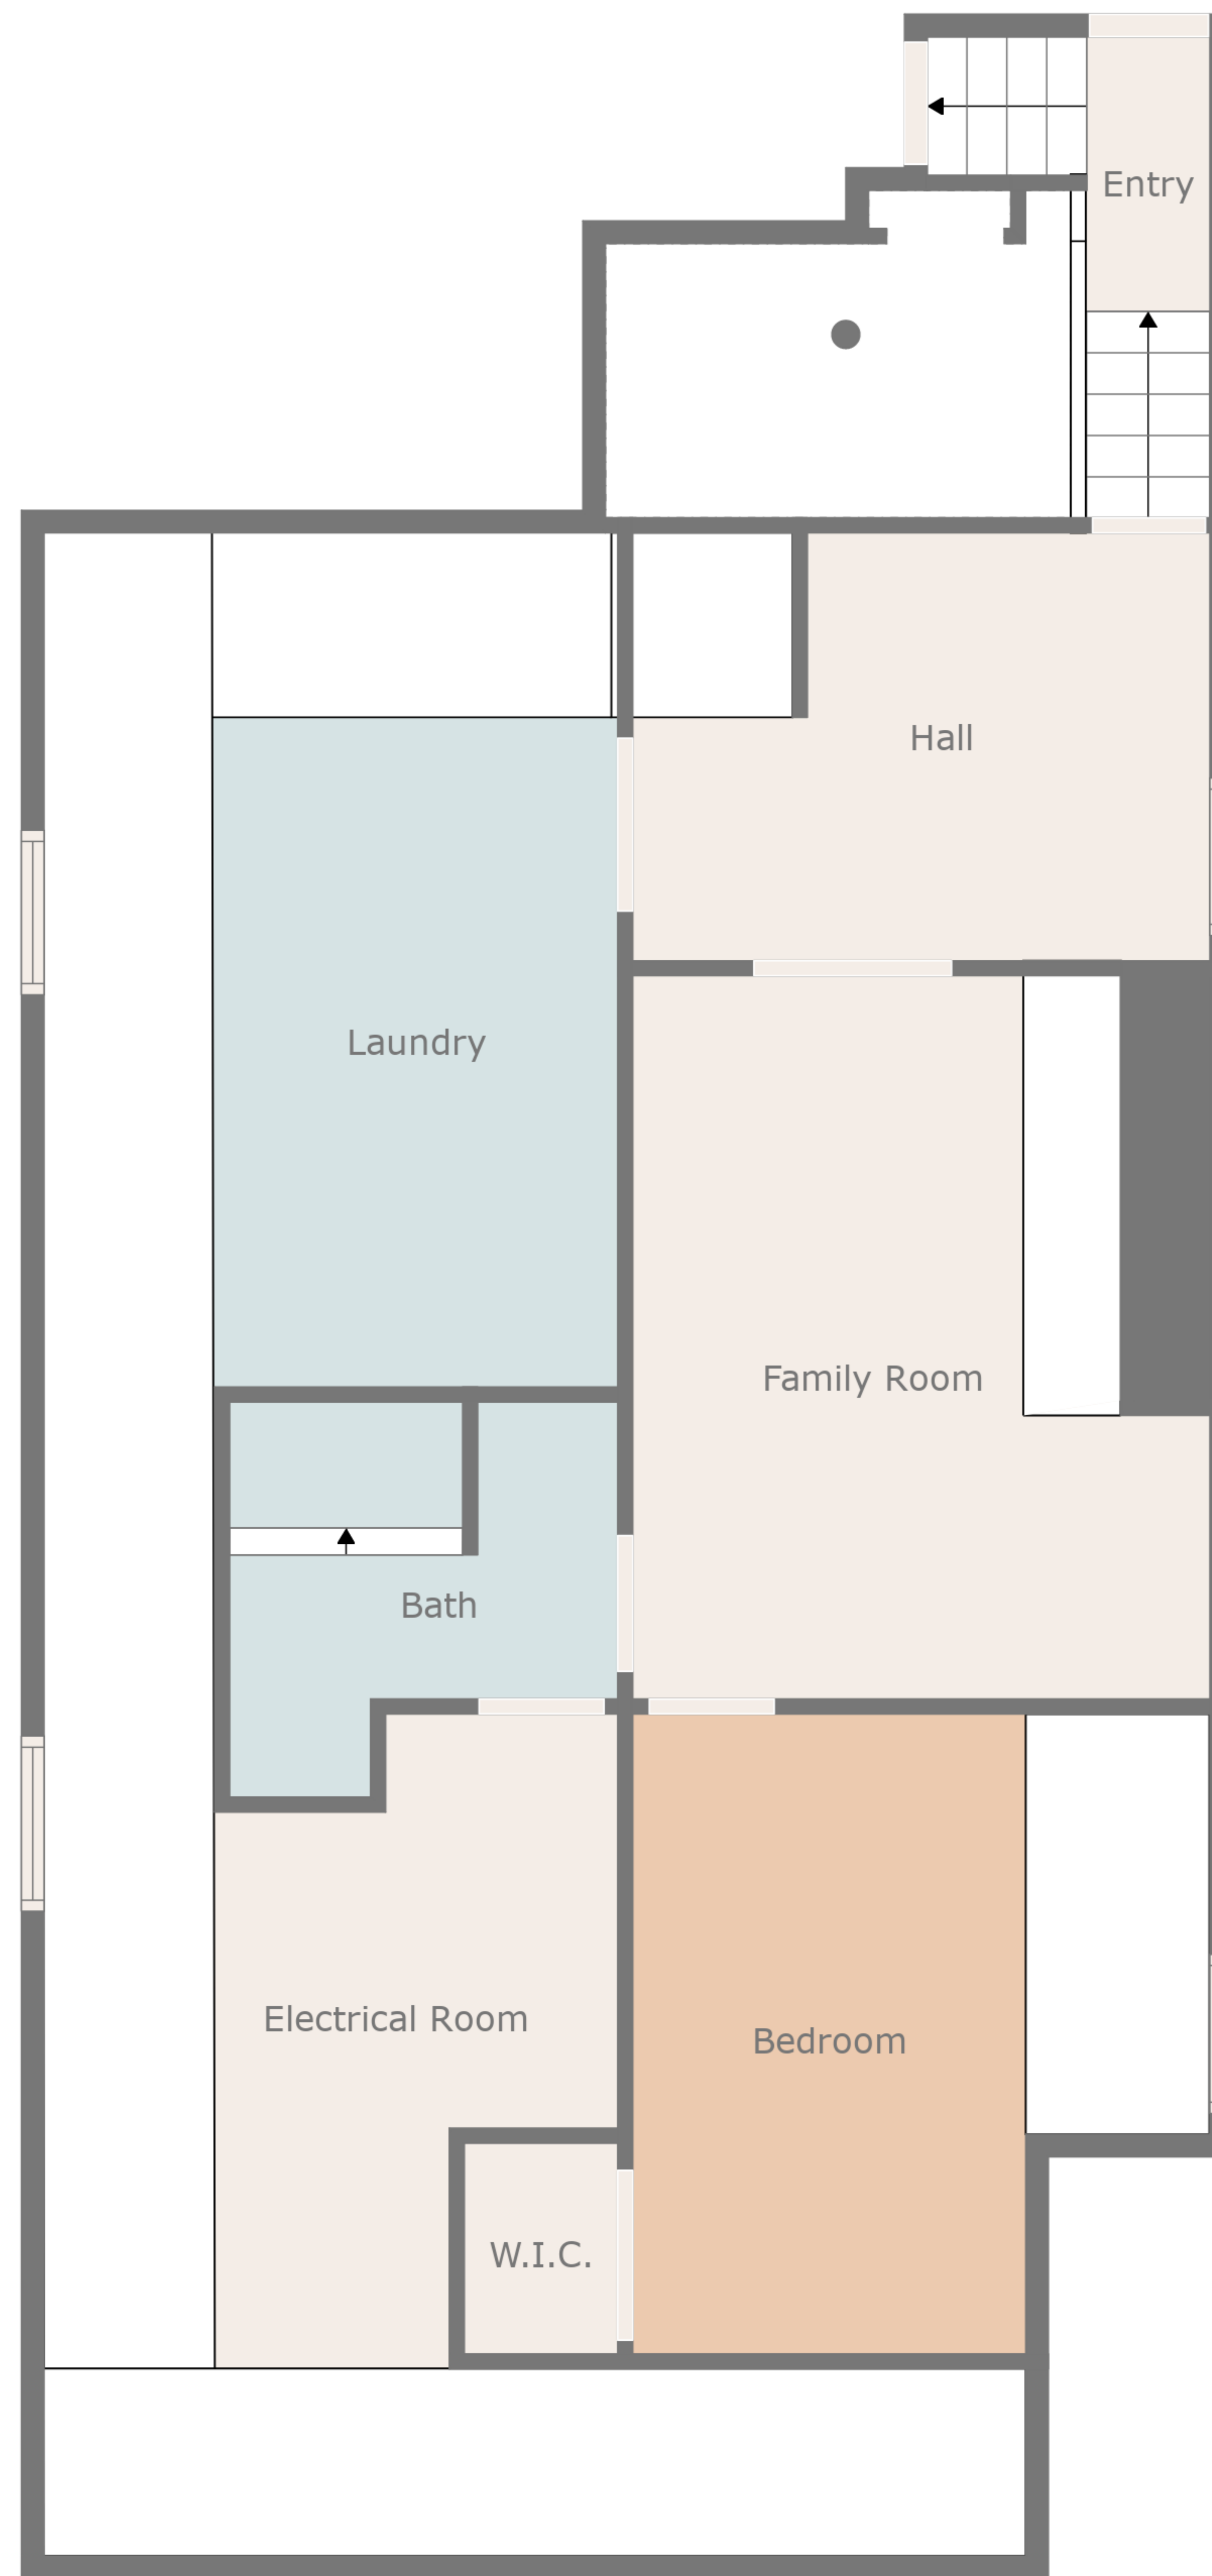 Entry
Hall
Laundry
Family Room
Bath
Electrical Room
Bedroom
W.I.C.